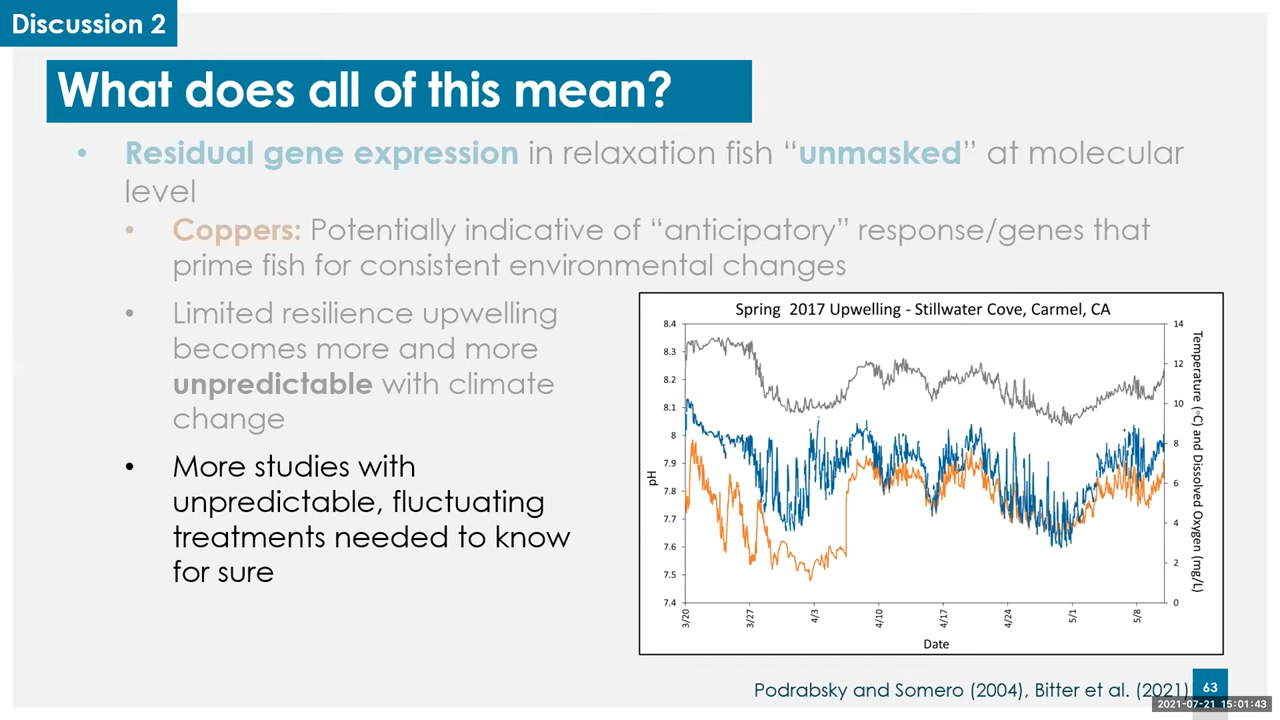 Discussion 2
What does all of this mean?
• Residual gene expression in relaxation fish “unmasked” at molecular
level
• Coppers: Potentially indicative of “anticipatory” response/genes that
prime fish for consistent environmental changes
• Limited resilience upwelling
becomes more and more
unpredictable with climate
change
• More studies with
unpredictable, fluctuating
treatments needed to know
for sure
Spring 2017 Upwelling - Stillwater Cove, Carmel, CA
8.4
8.3
8.2
8.1
8
7.9
7.8
7.7
7.6
7.5
7.4
pH
14
12
10
8
6
4
2
0
Temperature (◦C) and Dissolved Oxygen (mg/L)
3/20
3/27
4/3
4/10
4/17
4/24
5/1
5/8
Date
Podrabsky and Somero (2004), Bitter et al. (2021)
63
2021-07-21 15:01:43